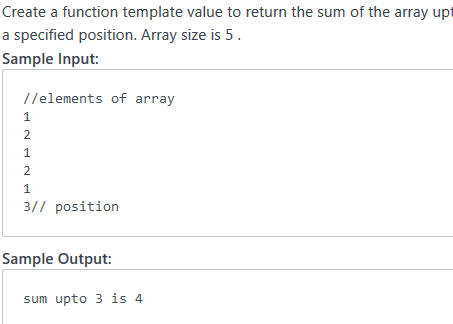 Create a function template value to return the sum of the array upt
a specified position. Array size is 5 .
Sample Input:
//elements of array
1
2
1
2
1
3// position
Sample Output:
sum upto 3 is 4